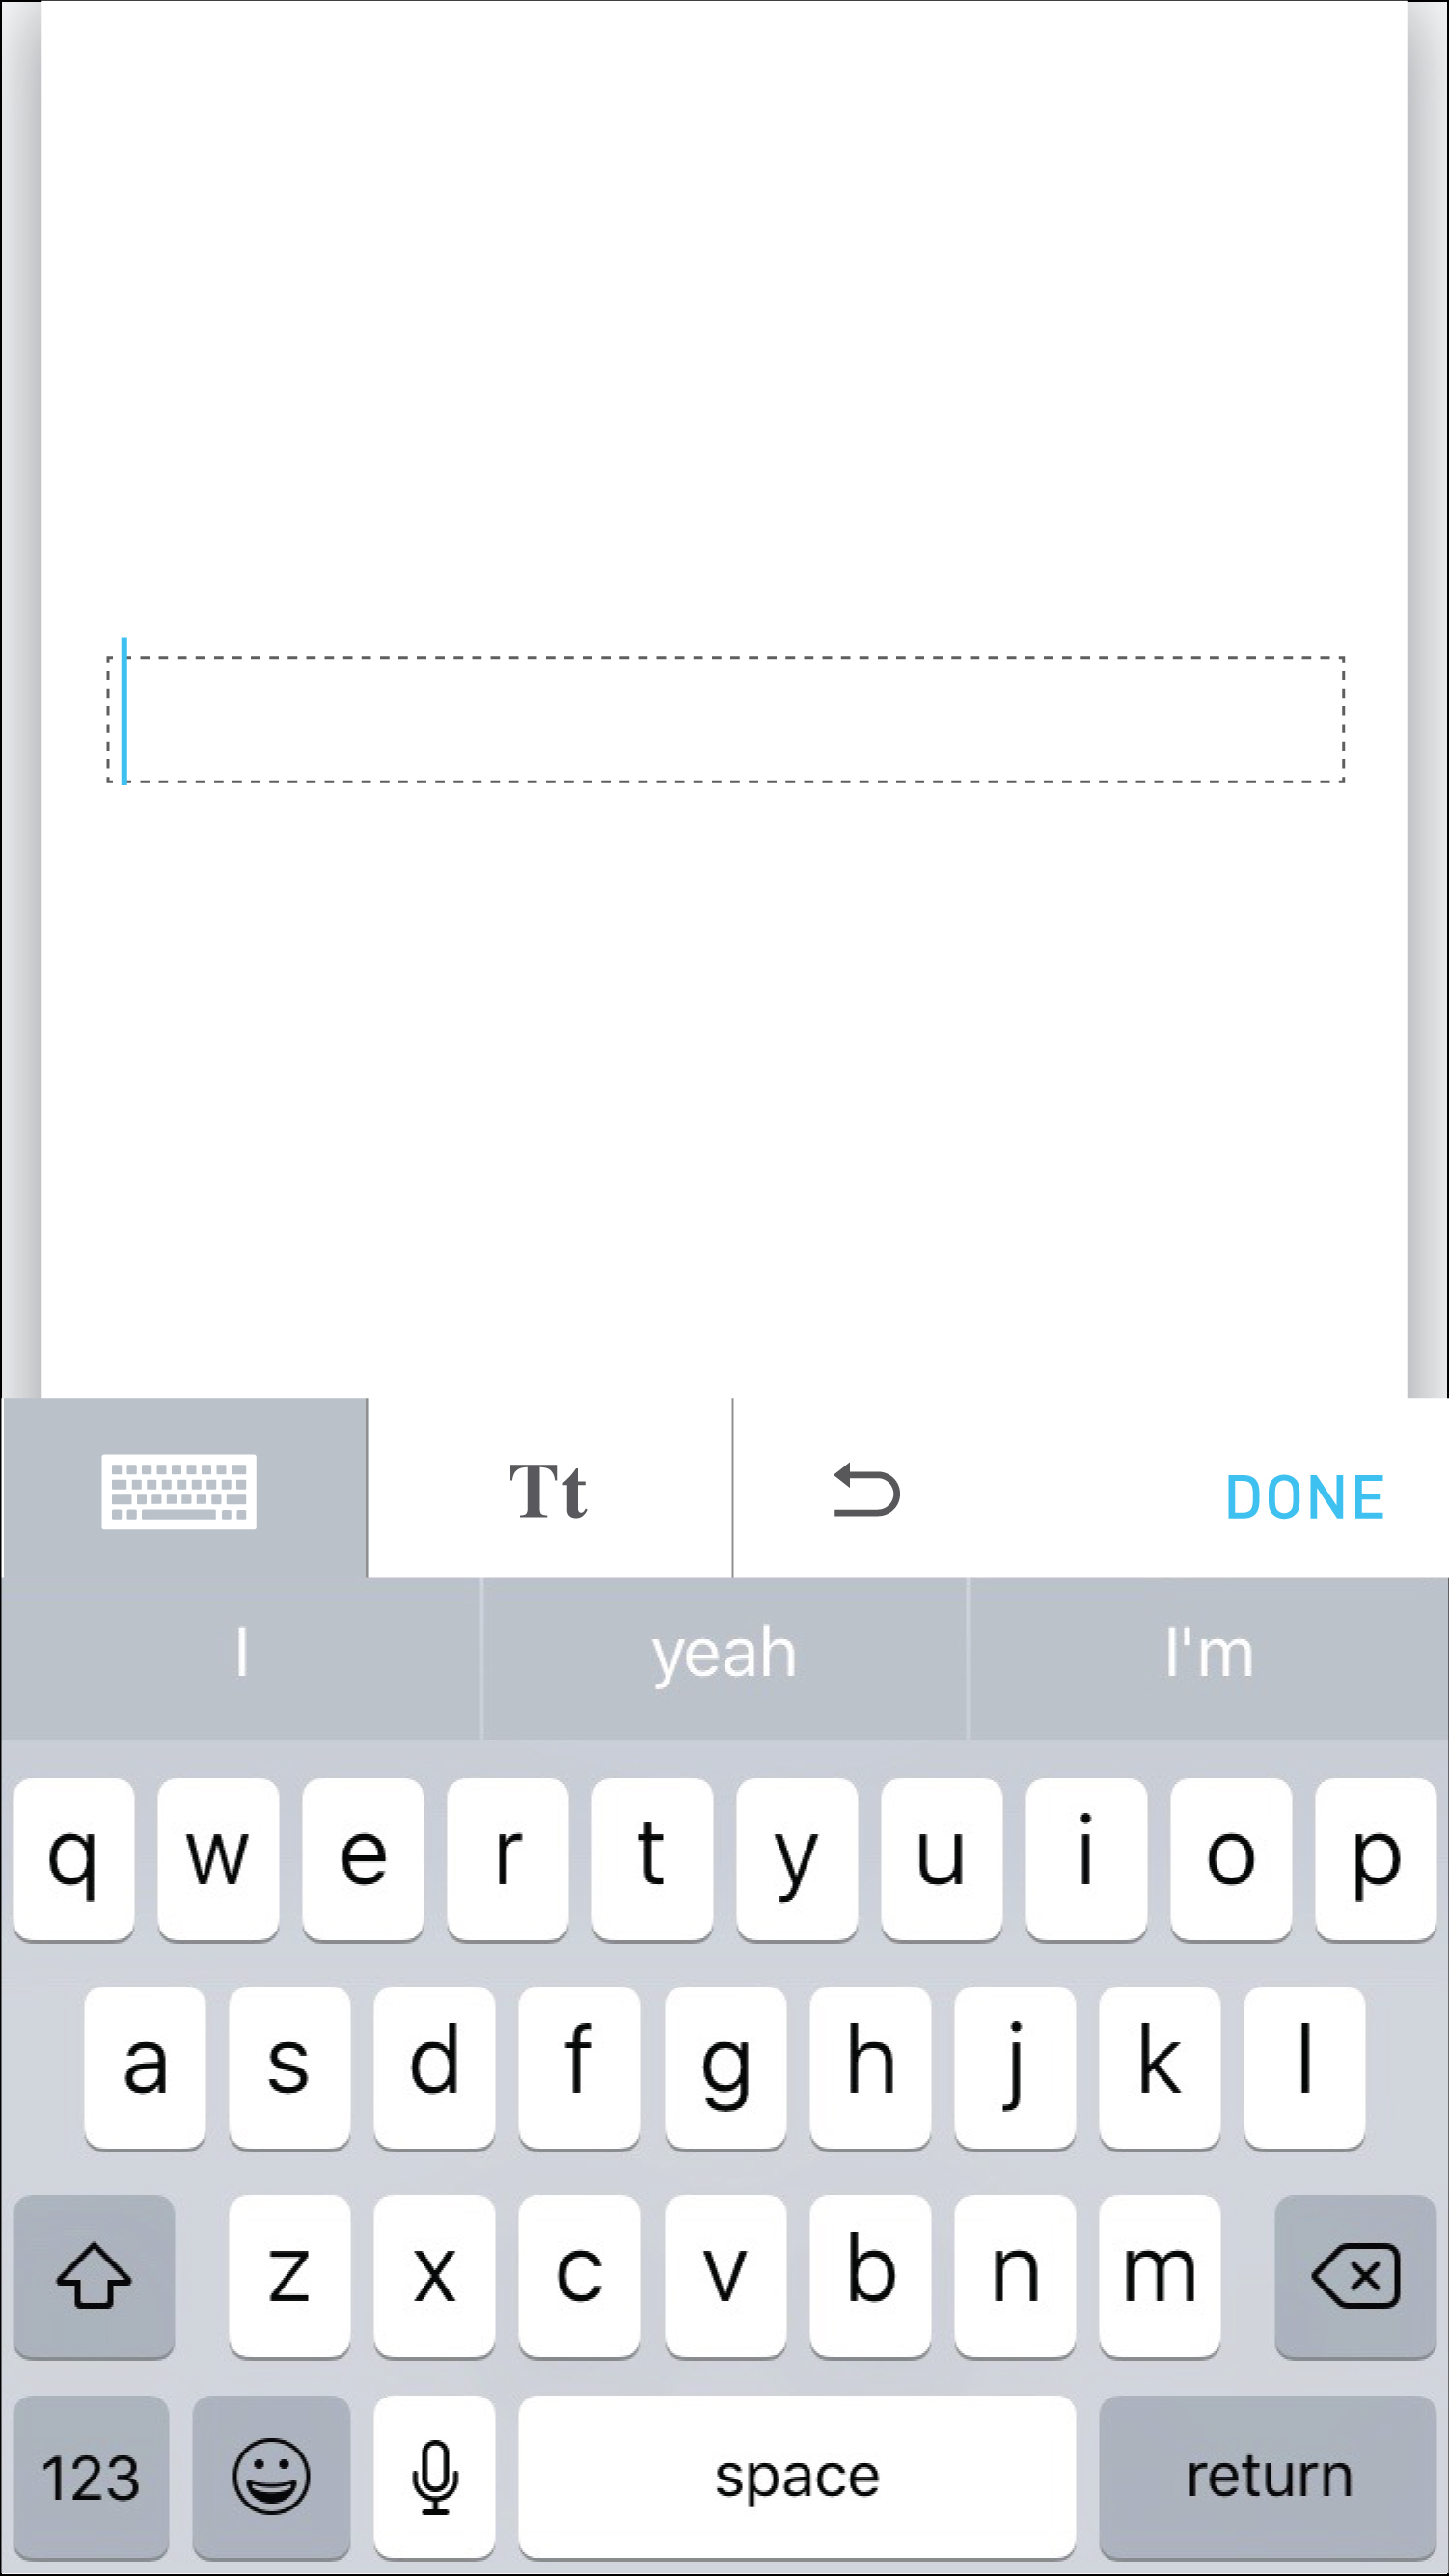 Tt DONE
I yeah I'm
q w e r t y u i o p
a s d f g h j k l
z x c v b n m
123 space return